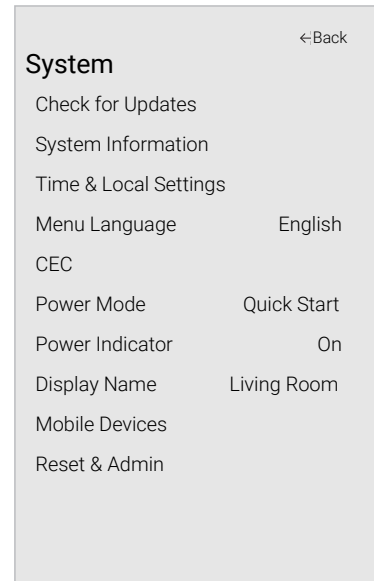 ←Back
System
Check for Updates
System Information
Time & Local Settings
Menu Language English
CEC
Power Mode Quick Start
Power Indicator On
Display Name Living Room
Mobile Devices
Reset & Admin